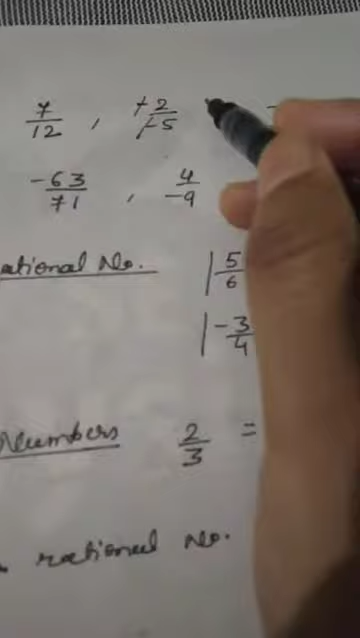 7/12 , +2/-5
-63/71 , 4/-9
ational No. |5/6
|-3/4
Numbers 2/3 =
rational No.